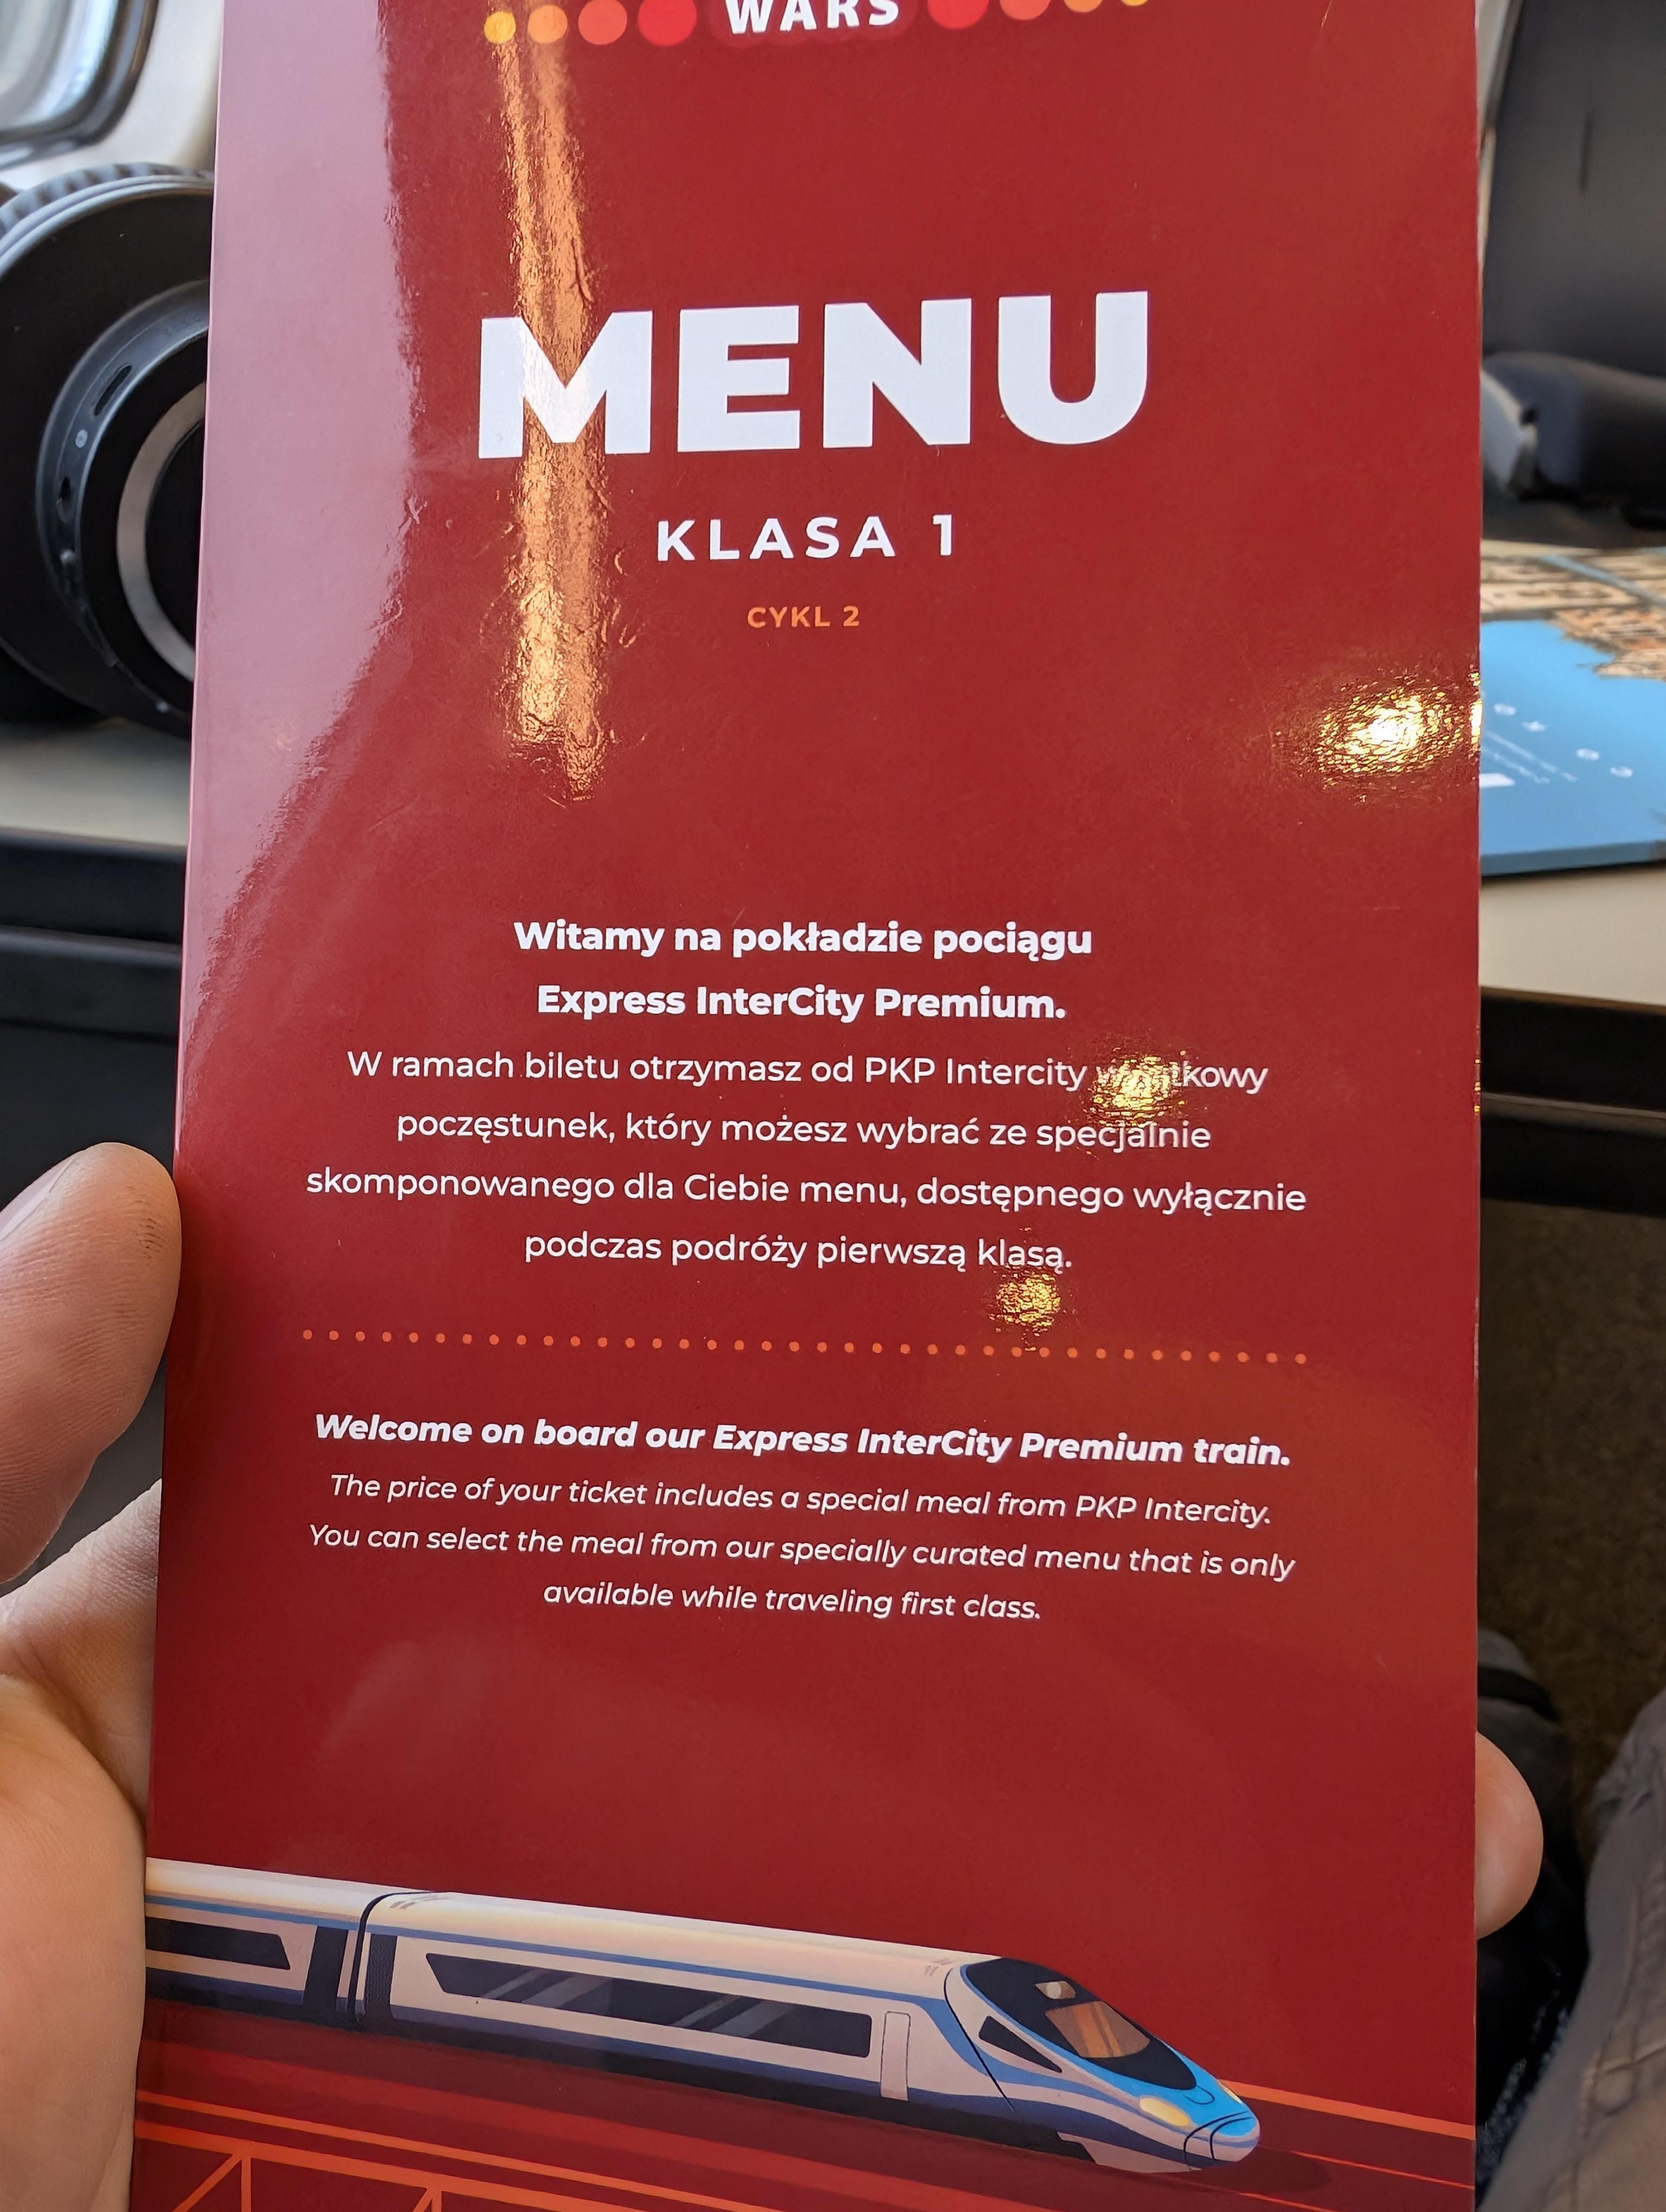 WARS
MENU
KLASA 1
CYKL 2
Witamy na pokładzie pociągu
Express InterCity Premium.
W ramach biletu otrzymasz od PKP Intercity
poczęstunek, który możesz wybrać ze specjalnie
skomponowanego dla Ciebie menu, dostępnego wyłącznie
podczas podróży pierwszą klasą.
Welcome on board our Express InterCity Premium train.
The price of your ticket includes a special meal from PKP Intercity.
You can select the meal from our specially curated menu that is only
available while traveling first class.